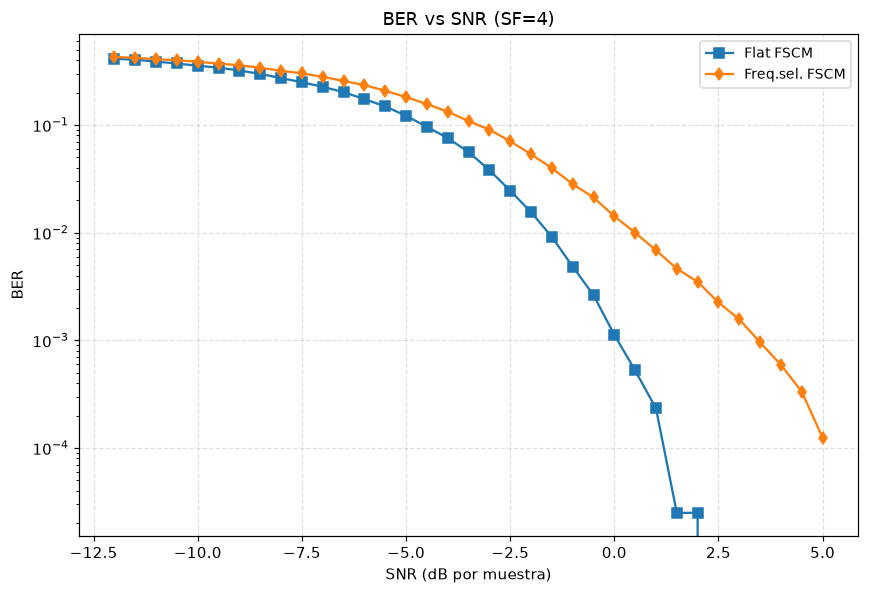 BER vs SNR (SF=4)
Flat FSCM
Freq.sel. FSCM
BER
10⁻¹
10⁻²
10⁻³
10⁻⁴
−12.5 −10.0 −7.5 −5.0 −2.5 0.0 2.5 5.0
SNR (dB por muestra)